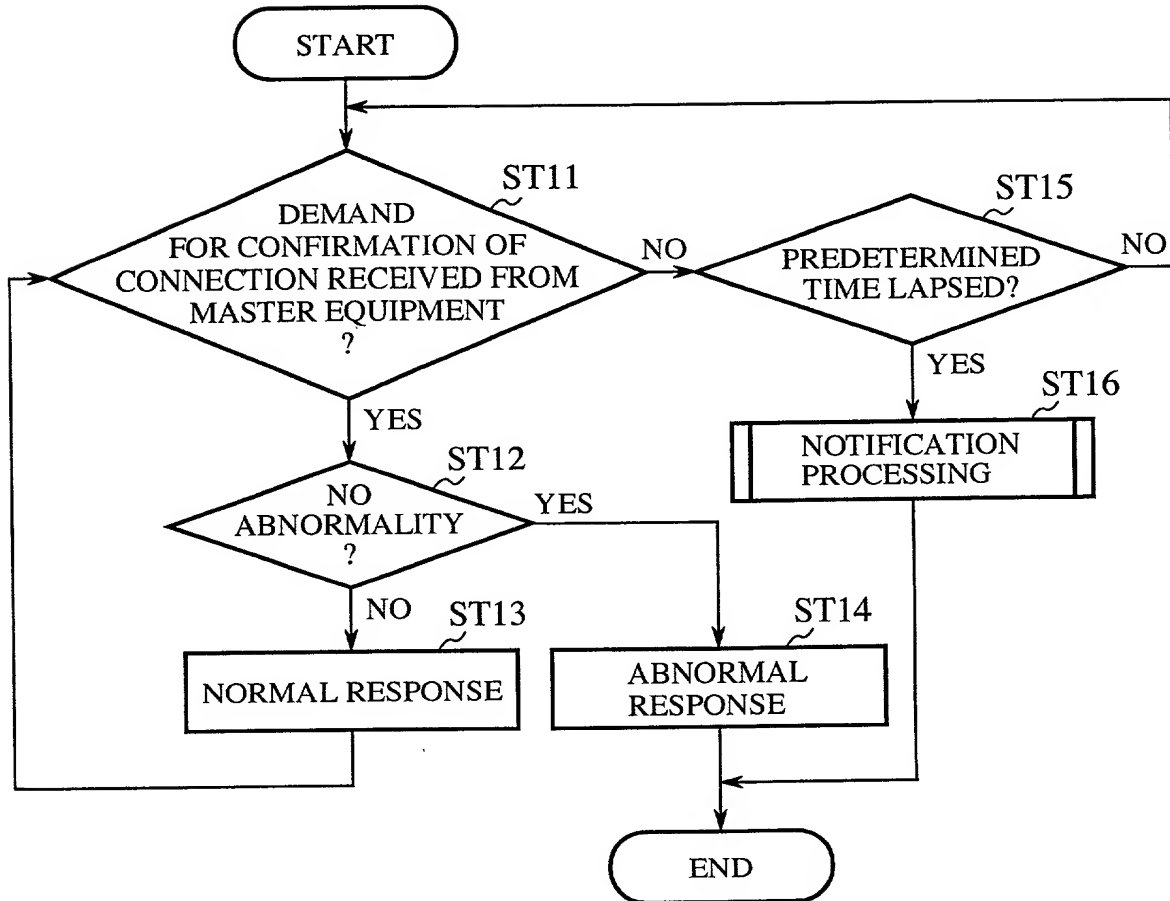 START
ST11
DEMAND
FOR CONFIRMATION OF
CONNECTION RECEIVED FROM
MASTER EQUIPMENT
?
NO
ST15
PREDETERMINED
TIME LAPSED?
NO
YES
YES
ST16
NOTIFICATION
PROCESSING
ST12
NO
ABNORMALITY
?
YES
NO
ST13
NORMAL RESPONSE
ST14
ABNORMAL
RESPONSE
END